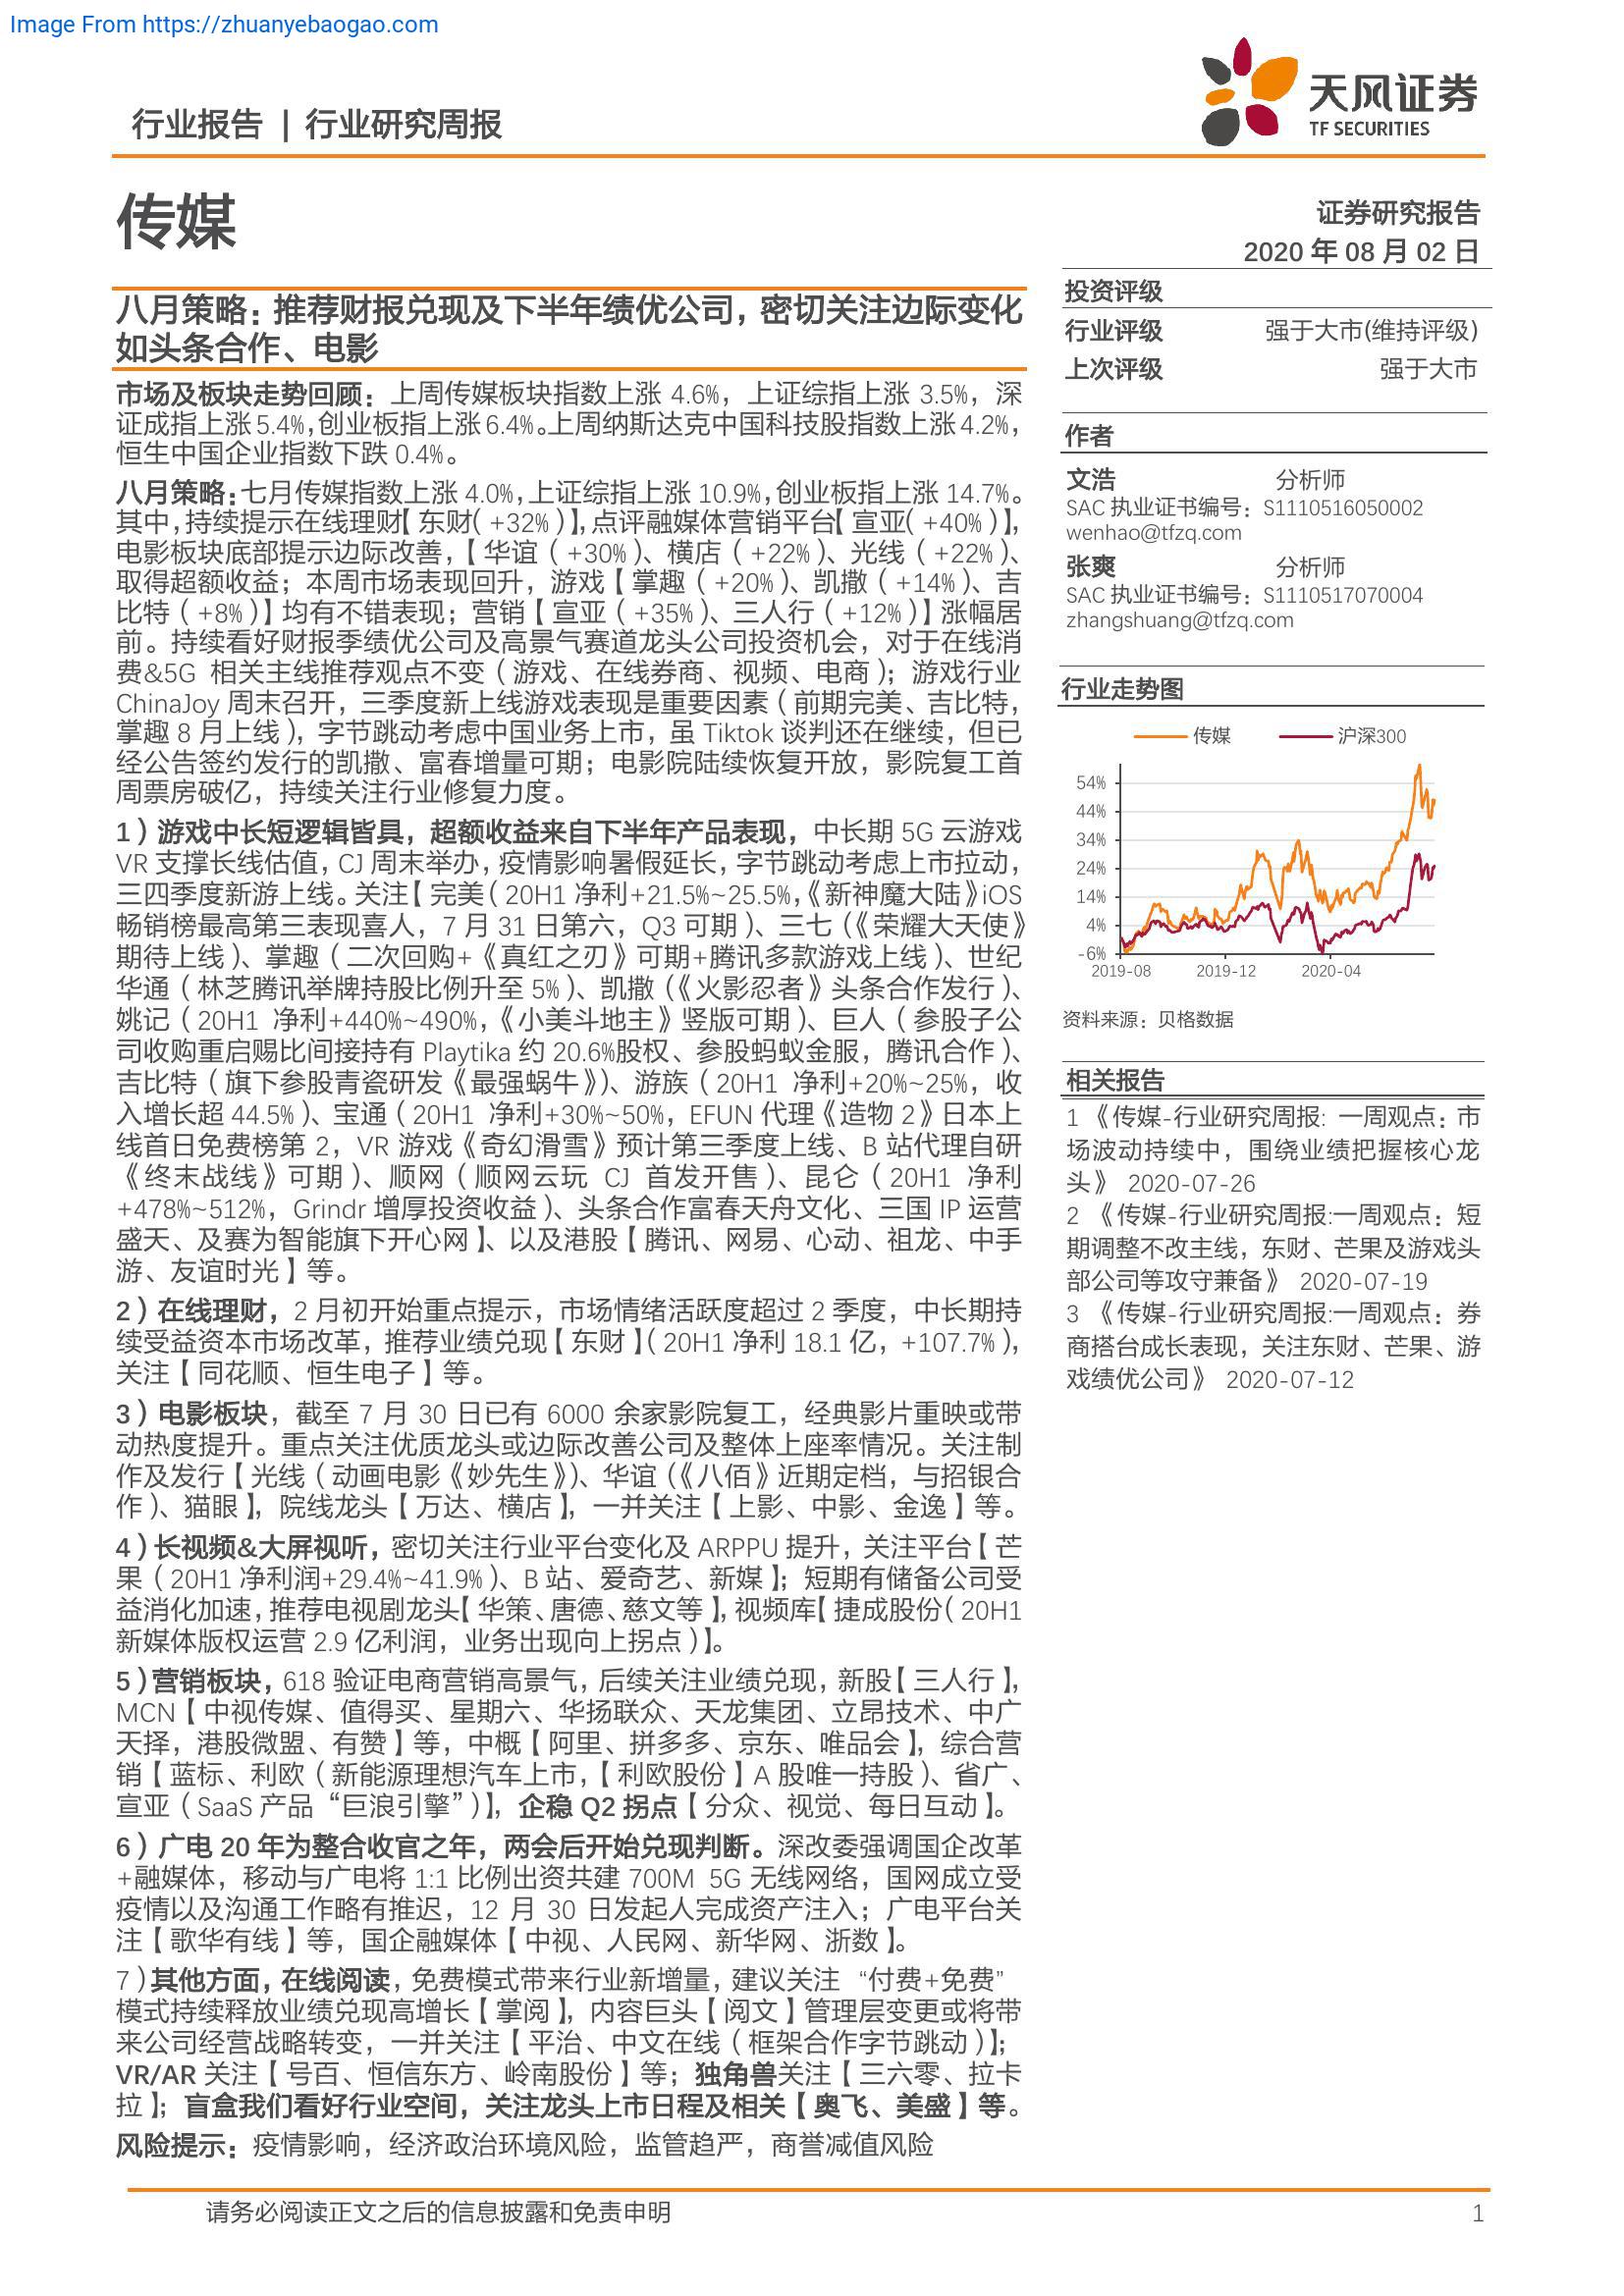 Image From https://zhuanyebaogao.com
行业报告 | 行业研究周报
天风证券
TF SECURITIES
传媒
证券研究报告
2020 年 08 月 02 日
八月策略：推荐财报兑现及下半年绩优公司，密切关注边际变化
如头条合作、电影
市场及板块走势回顾：上周传媒板块指数上涨 4.6%，上证综指上涨 3.5%，深
证成指上涨 5.4%,创业板指上涨 6.4%。上周纳斯达克中国科技股指数上涨 4.2%，
恒生中国企业指数下跌 0.4%。
八月策略：七月传媒指数上涨 4.0%,上证综指上涨 10.9%,创业板指上涨 14.7%。
其中，持续提示在线理财【东财（+32%）】，点评融媒体营销平台【宣亚（+40%）】，
电影板块底部提示边际改善，【华谊（+30%）、横店（+22%）、光线（+22%）、
取得超额收益；本周市场表现回升，游戏【掌趣（+20%）、凯撒（+14%）、吉
比特（+8%）】均有不错表现；营销【宣亚（+35%）、三人行（+12%）】涨幅居
前。持续看好财报季绩优公司及高景气赛道龙头公司投资机会，对于在线消
费&5G 相关主线推荐观点不变（游戏、在线券商、视频、电商）；游戏行业
ChinaJoy 周末召开，三季度新上线游戏表现是重要因素（前期完美、吉比特，
掌趣 8 月上线），字节跳动考虑中国业务上市，虽 Tiktok 谈判还在继续，但已
经公告签约发行的凯撒、富春增量可期；电影院陆续恢复开放，影院复工首
周票房破亿，持续关注行业修复力度。
1）游戏中长短逻辑皆具，超额收益来自下半年产品表现，中长期 5G 云游戏
VR 支撑长线估值，CJ 周末举办，疫情影响暑假延长，字节跳动考虑上市拉动，
三四季度新游上线。关注【完美（20H1 净利+21.5%~25.5%，《新神魔大陆》iOS
畅销榜最高第三表现喜人，7 月 31 日第六，Q3 可期）、三七（《荣耀大天使》
期待上线）、掌趣（二次回购+《真红之刃》可期+腾讯多款游戏上线）、世纪
华通（林芝腾讯举牌持股比例升至 5%）、凯撒（《火影忍者》头条合作发行）、
姚记（20H1 净利+440%~490%，《小美斗地主》竖版可期）、巨人（参股子公
司收购重启赐比间接持有 Playtika 约 20.6%股权、参股蚂蚁金服，腾讯合作）、
吉比特（旗下参股青瓷研发《最强蜗牛》）、游族（20H1 净利+20%~25%，收
入增长超 44.5%）、宝通（20H1 净利+30%~50%，EFUN 代理《造物 2》日本上
线首日免费榜第 2，VR 游戏《奇幻滑雪》预计第三季度上线、B 站代理自研
《终末战线》可期）、顺网（顺网云玩 CJ 首发开售）、昆仑（20H1 净利
+478%~512%，Grindr 增厚投资收益）、头条合作富春天舟文化、三国 IP 运营
盛天、及赛为智能旗下开心网】、以及港股【腾讯、网易、心动、祖龙、中手
游、友谊时光】等。
2）在线理财，2 月初开始重点提示，市场情绪活跃度超过 2 季度，中长期持
续受益资本市场改革，推荐业绩兑现【东财】（20H1 净利 18.1 亿，+107.7%），
关注【同花顺、恒生电子】等。
3）电影板块，截至 7 月 30 日已有 6000 余家影院复工，经典影片重映或带
动热度提升。重点关注优质龙头或边际改善公司及整体上座率情况。关注制
作及发行【光线（动画电影《妙先生》）、华谊（《八佰》近期定档，与招银合
作）、猫眼】，院线龙头【万达、横店】，一并关注【上影、中影、金逸】等。
4）长视频&大屏视听，密切关注行业平台变化及 ARPPU 提升，关注平台【芒
果（20H1 净利润+29.4%~41.9%）、B 站、爱奇艺、新媒】；短期有储备公司受
益消化加速，推荐电视剧龙头【华策、唐德、慈文等】，视频库【捷成股份（20H1
新媒体版权运营 2.9 亿利润，业务出现向上拐点）】。
5）营销板块，618 验证电商营销高景气，后续关注业绩兑现，新股【三人行】，
MCN【中视传媒、值得买、星期六、华扬联众、天龙集团、立昂技术、中广
天择，港股微盟、有赞】等，中概【阿里、拼多多、京东、唯品会】，综合营
销【蓝标、利欧（新能源理想汽车上市，【利欧股份】A 股唯一持股）、省广、
宣亚（SaaS 产品“巨浪引擎”）】，企稳 Q2 拐点【分众、视觉、每日互动】。
6）广电 20 年为整合收官之年，两会后开始兑现判断。深改委强调国企改革
+融媒体，移动与广电将 1:1 比例出资共建 700M 5G 无线网络，国网成立受
疫情以及沟通工作略有推迟，12 月 30 日发起人完成资产注入；广电平台关
注【歌华有线】等，国企融媒体【中视、人民网、新华网、浙数】。
7）其他方面，在线阅读，免费模式带来行业新增量，建议关注 “付费+免费”
模式持续释放业绩兑现高增长【掌阅】，内容巨头【阅文】管理层变更或将带
来公司经营战略转变，一并关注【平治、中文在线（框架合作字节跳动）】；
VR/AR 关注【号百、恒信东方、岭南股份】等；独角兽关注【三六零、拉卡
拉】；盲盒我们看好行业空间，关注龙头上市日程及相关【奥飞、美盛】等。
风险提示：疫情影响，经济政治环境风险，监管趋严，商誉减值风险
投资评级
行业评级 强于大市(维持评级)
上次评级 强于大市
作者
文浩 分析师
SAC 执业证书编号：S1110516050002
wenhao@tfzq.com
张爽 分析师
SAC 执业证书编号：S1110517070004
zhangshuang@tfzq.com
行业走势图
传媒 沪深300
54%
44%
34%
24%
14%
4%
-6%
2019-08 2019-12 2020-04
资料来源：贝格数据
相关报告
1 《传媒-行业研究周报: 一周观点：市
场波动持续中，围绕业绩把握核心龙
头》 2020-07-26
2 《传媒-行业研究周报:一周观点：短
期调整不改主线，东财、芒果及游戏头
部公司等攻守兼备》 2020-07-19
3 《传媒-行业研究周报:一周观点：券
商搭台成长表现，关注东财、芒果、游
戏绩优公司》 2020-07-12
请务必阅读正文之后的信息披露和免责申明
1